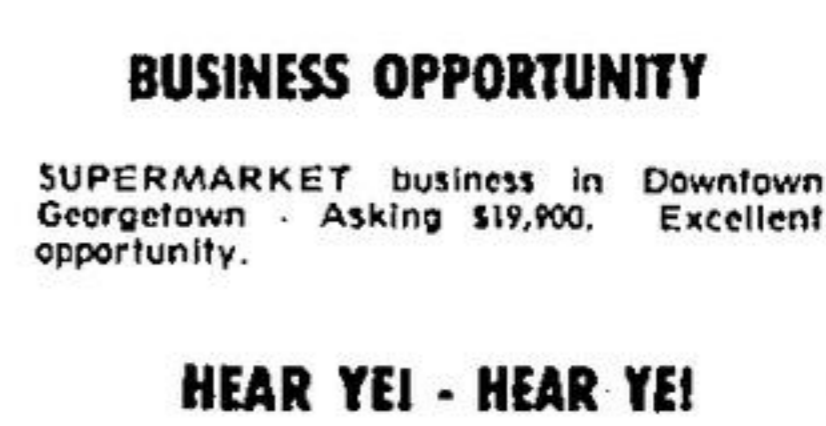 BUSINESS OPPORTUNITY
SUPERMARKET business in Downtown
Georgetown - Asking $19,900. Excellent
opportunity.
HEAR YE! - HEAR YE!